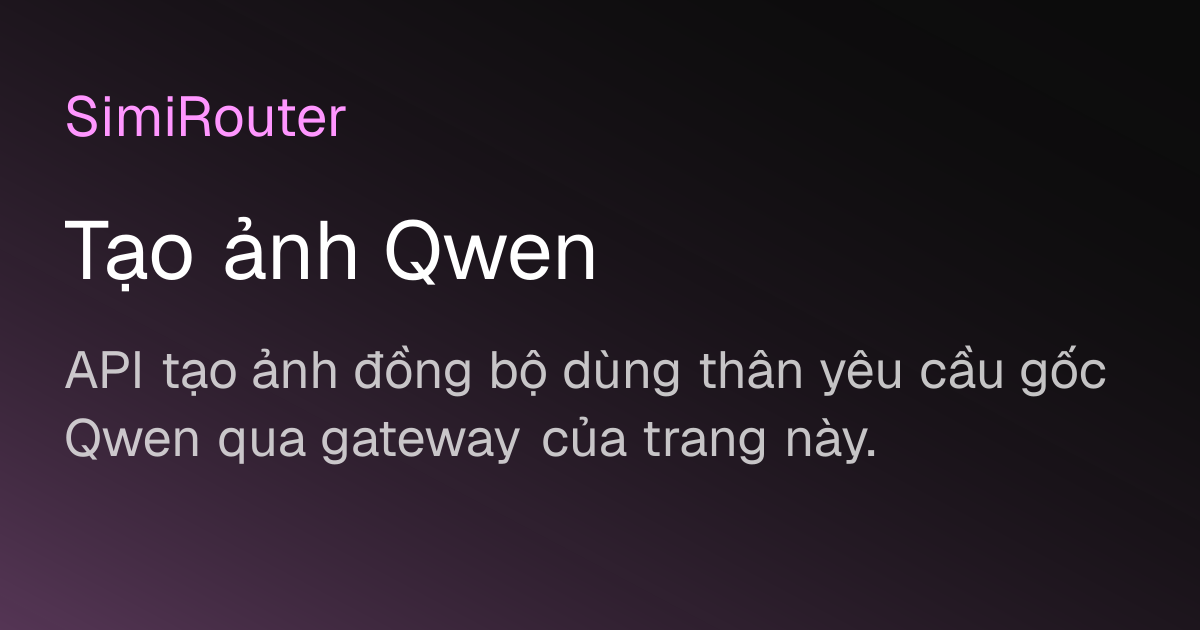 SimiRouter
Tạo ảnh Qwen
API tạo ảnh đồng bộ dùng thân yêu cầu gốc
Qwen qua gateway của trang này.